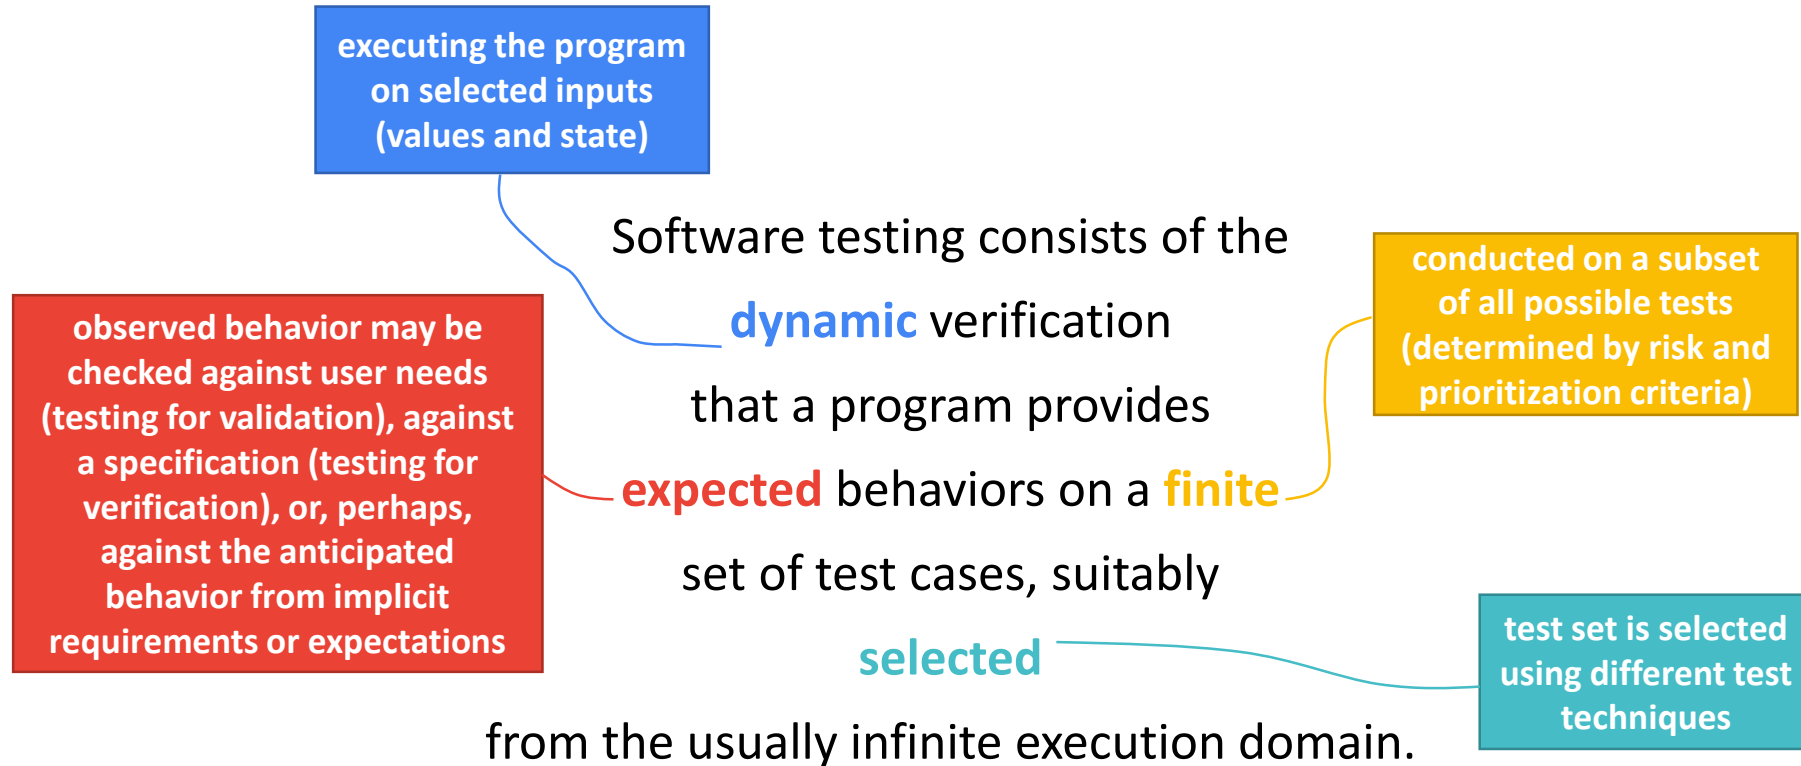 executing the program
on selected inputs
(values and state)
Software testing consists of the
dynamic verification
that a program provides
expected behaviors on a finite
set of test cases, suitably
selected
from the usually infinite execution domain.
observed behavior may be
checked against user needs
(testing for validation), against
a specification (testing for
verification), or, perhaps,
against the anticipated
behavior from implicit
requirements or expectations
conducted on a subset
of all possible tests
(determined by risk and
prioritization criteria)
test set is selected
using different test
techniques